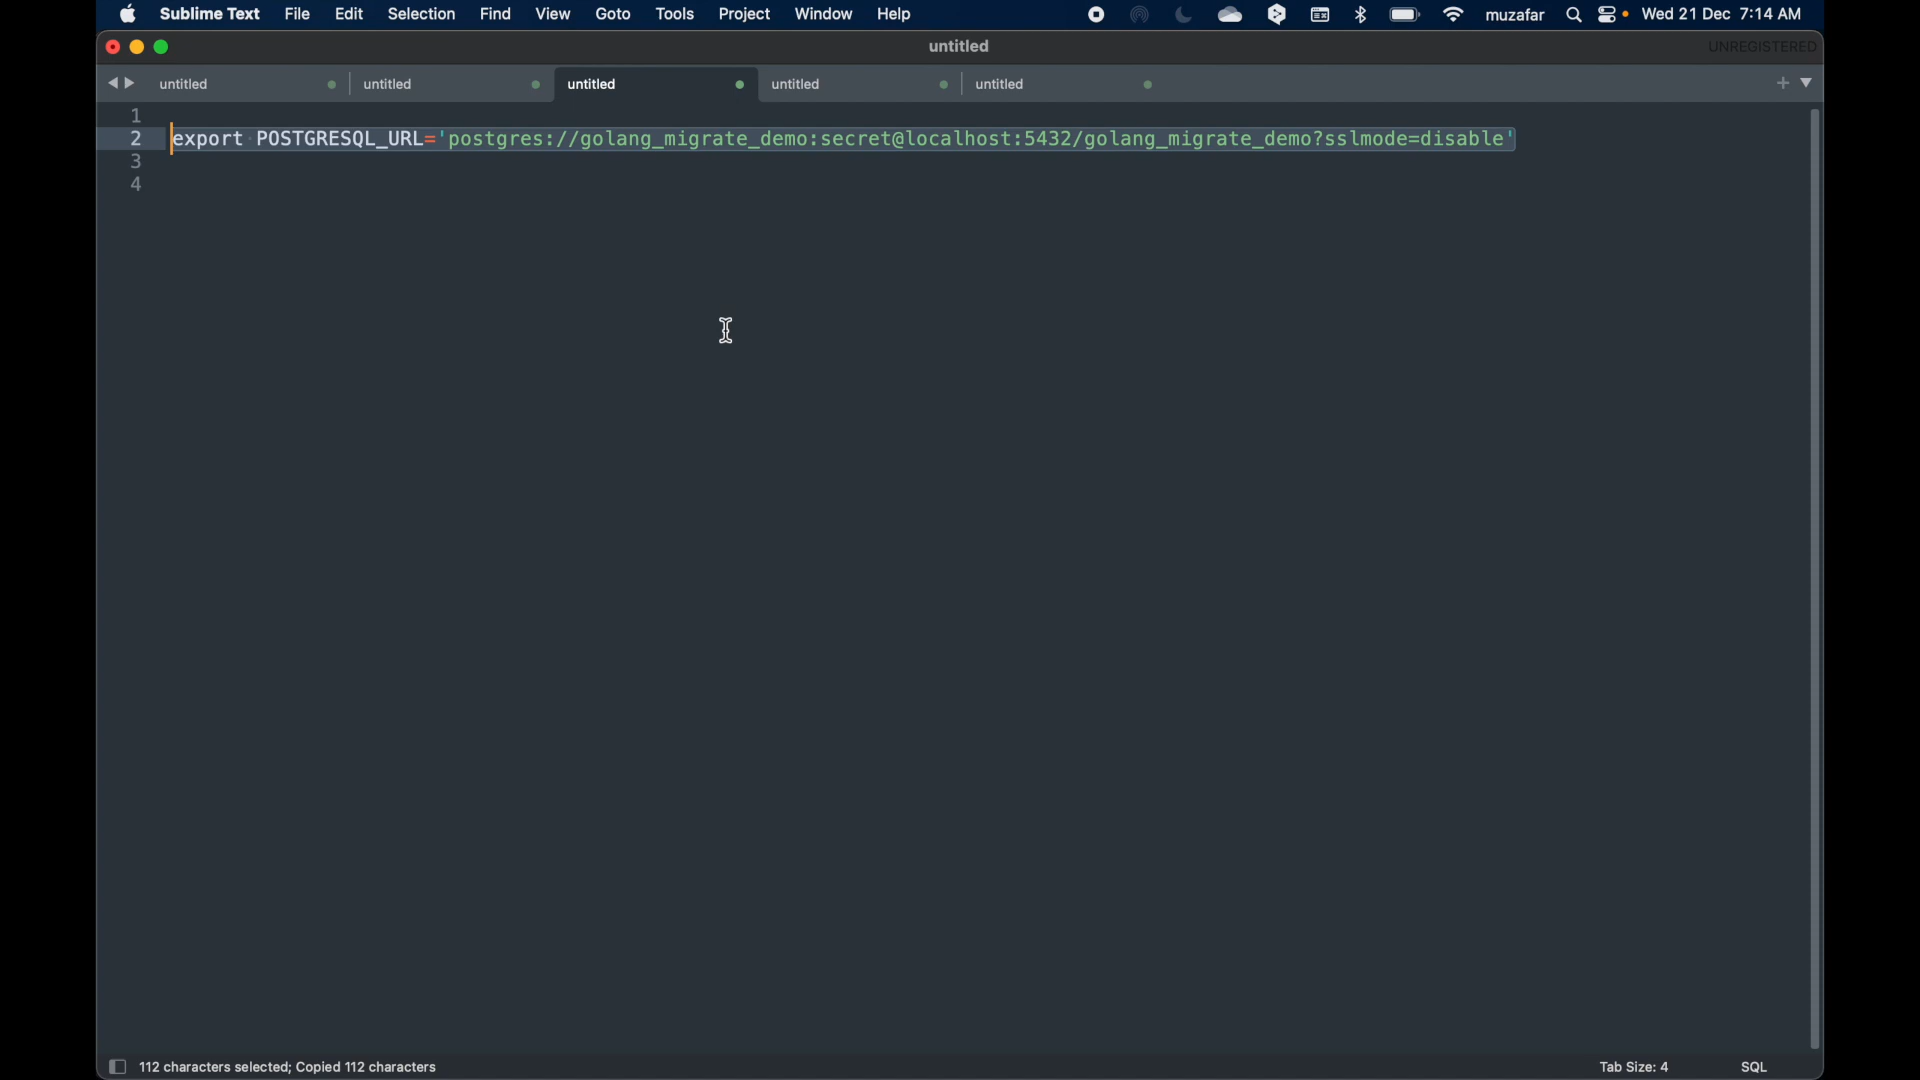 Sublime Text File Edit Selection Find View Goto Tools Project Window Help muzafar Wed 21 Dec 7:14 AM
untitled UNREGISTERED
untitled untitled untitled untitled untitled
1
2 export POSTGRESQL_URL='postgres://golang_migrate_demo:secret@localhost:5432/golang_migrate_demo?sslmode=disable'
3
4
112 characters selected; Copied 112 characters Tab Size: 4 SQL